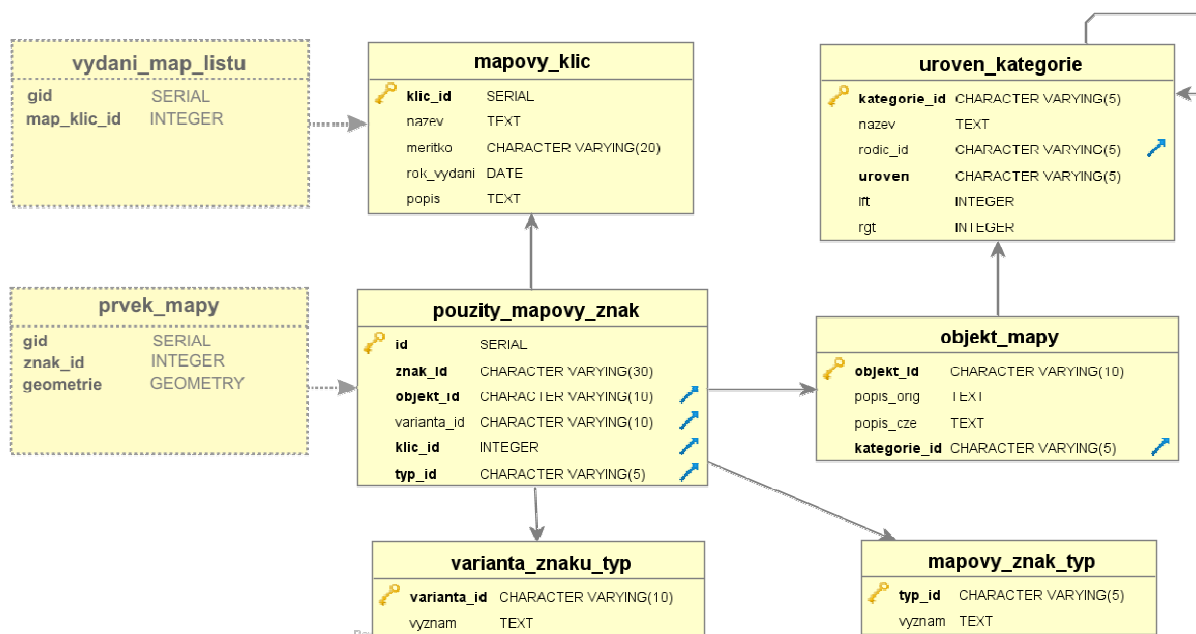 vydani_map_listu
gid SERIAL
map_klic_id INTEGER
mapovy_klic
klic_id SERIAL
nazev TEXT
meritko CHARACTER VARYING(20)
rok_vydani DATE
popis TEXT
uroven_kategorie
kategorie_id CHARACTER VARYING(5)
nazev TEXT
rodic_id CHARACTER VARYING(5)
uroven CHARACTER VARYING(5)
lft INTEGER
rgt INTEGER
prvek_mapy
gid SERIAL
znak_id INTEGER
geometrie GEOMETRY
pouzity_mapovy_znak
id SERIAL
znak_id CHARACTER VARYING(30)
objekt_id CHARACTER VARYING(10)
varianta_id CHARACTER VARYING(10)
klic_id INTEGER
typ_id CHARACTER VARYING(5)
objekt_mapy
objekt_id CHARACTER VARYING(10)
popis_orig TEXT
popis_cze TEXT
kategorie_id CHARACTER VARYING(5)
varianta_znaku_typ
varianta_id CHARACTER VARYING(10)
vyznam TEXT
mapovy_znak_typ
typ_id CHARACTER VARYING(5)
vyznam TEXT